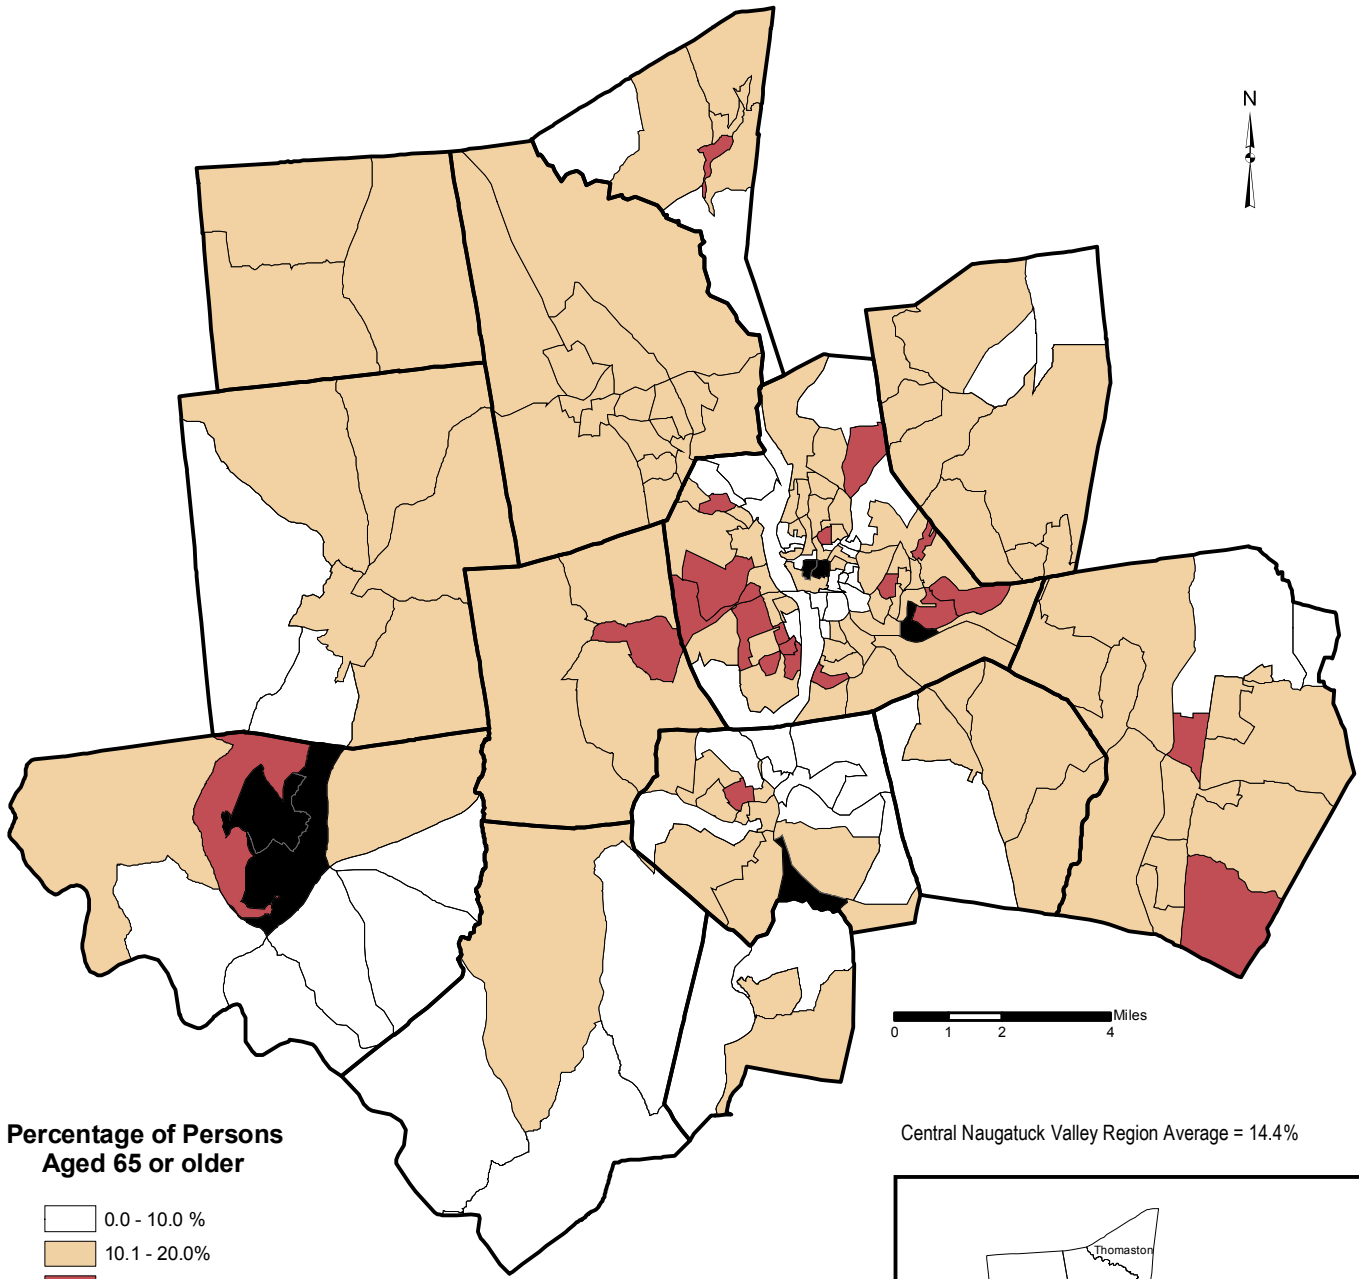 N
Miles
0 1 2 4
Central Naugatuck Valley Region Average = 14.4%
Percentage of Persons
Aged 65 or older
0.0 - 10.0 %
10.1 - 20.0%
Thomaston